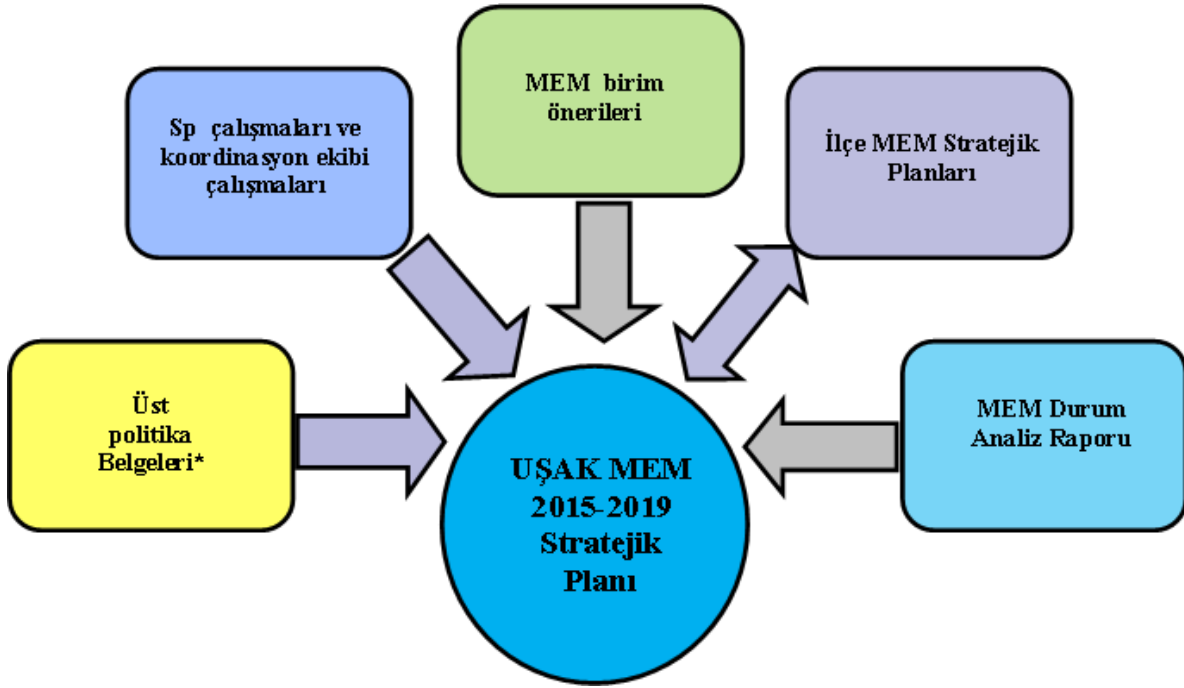 MEM birim
önerileri
Sp çalışmaları ve
koordinasyon ekibi
çalışmaları
İlçe MEM Stratejik
Planları
Üst
politika
Belgeleri*
MEM Durum
Analiz Raporu
UŞAK MEM
2015-2019
Stratejik
Planı